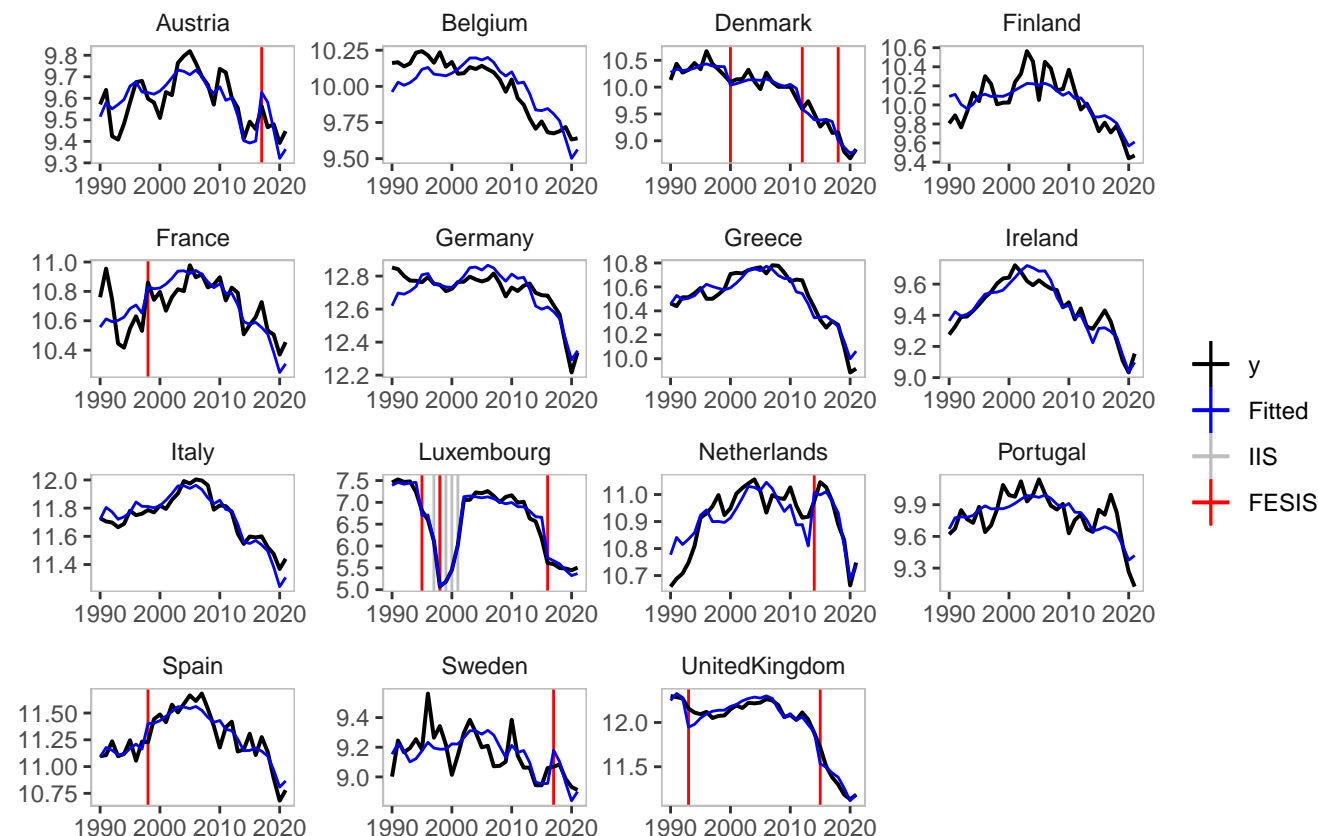 Austria Belgium Denmark Finland
9.8 9.7 9.6 9.5 9.4 9.3
10.25 10.00 9.75 9.50
10.5 10.0 9.5 9.0
10.6 10.4 10.2 10.0 9.8 9.6 9.4
1990 2000 2010 2020 1990 2000 2010 2020 1990 2000 2010 2020 1990 2000 2010 2020
France Germany Greece Ireland
11.0 10.8 10.6 10.4
12.8 12.6 12.4 12.2
10.8 10.6 10.4 10.2 10.0
9.6 9.4 9.2 9.0
1990 2000 2010 2020 1990 2000 2010 2020 1990 2000 2010 2020 1990 2000 2010 2020
y
Fitted
IIS
FESIS
Italy Luxembourg Netherlands Portugal
12.0 11.8 11.6 11.4
7.5 7.0 6.5 6.0 5.5 5.0
11.0 10.9 10.8 10.7
9.9 9.6 9.3
1990 2000 2010 2020 1990 2000 2010 2020 1990 2000 2010 2020 1990 2000 2010 2020
Spain Sweden UnitedKingdom
11.50 11.25 11.00 10.75
9.4 9.2 9.0
12.0 11.5
1990 2000 2010 2020 1990 2000 2010 2020 1990 2000 2010 2020